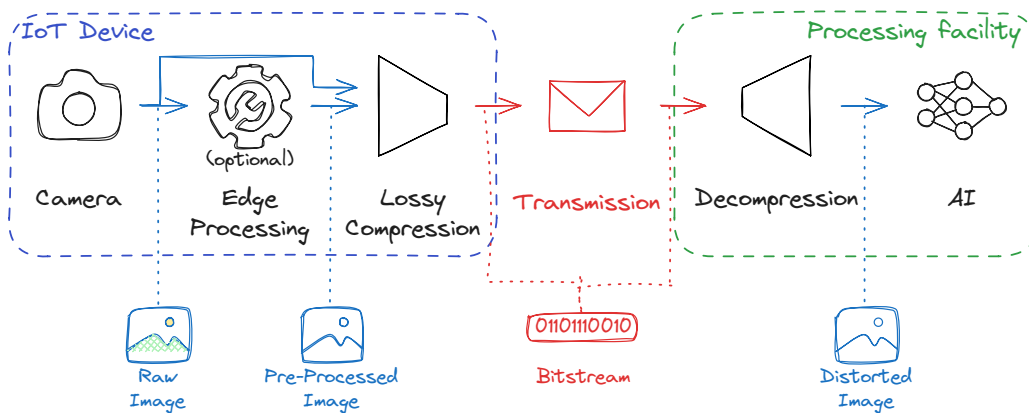 IoT Device
Processing facility
(optional)
Camera
Edge
Processing
Lossy
Compression
Transmission
Decompression
AI
01101110010
Raw
Image
Pre-Processed
Image
Bitstream
Distorted
Image